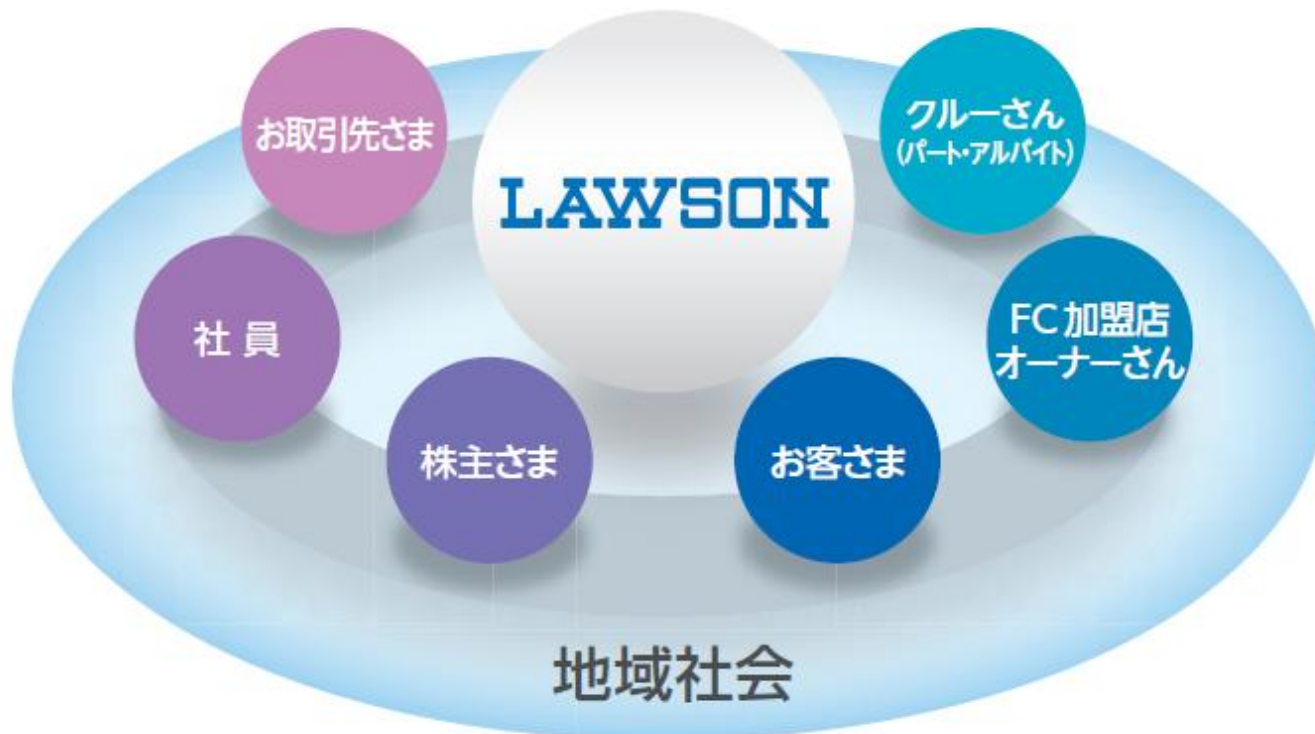 お取引先さま
LAWSON
クルーさん
(パート・アルバイト)
社員
FC加盟店
オーナーさん
株主さま
お客さま
地域社会